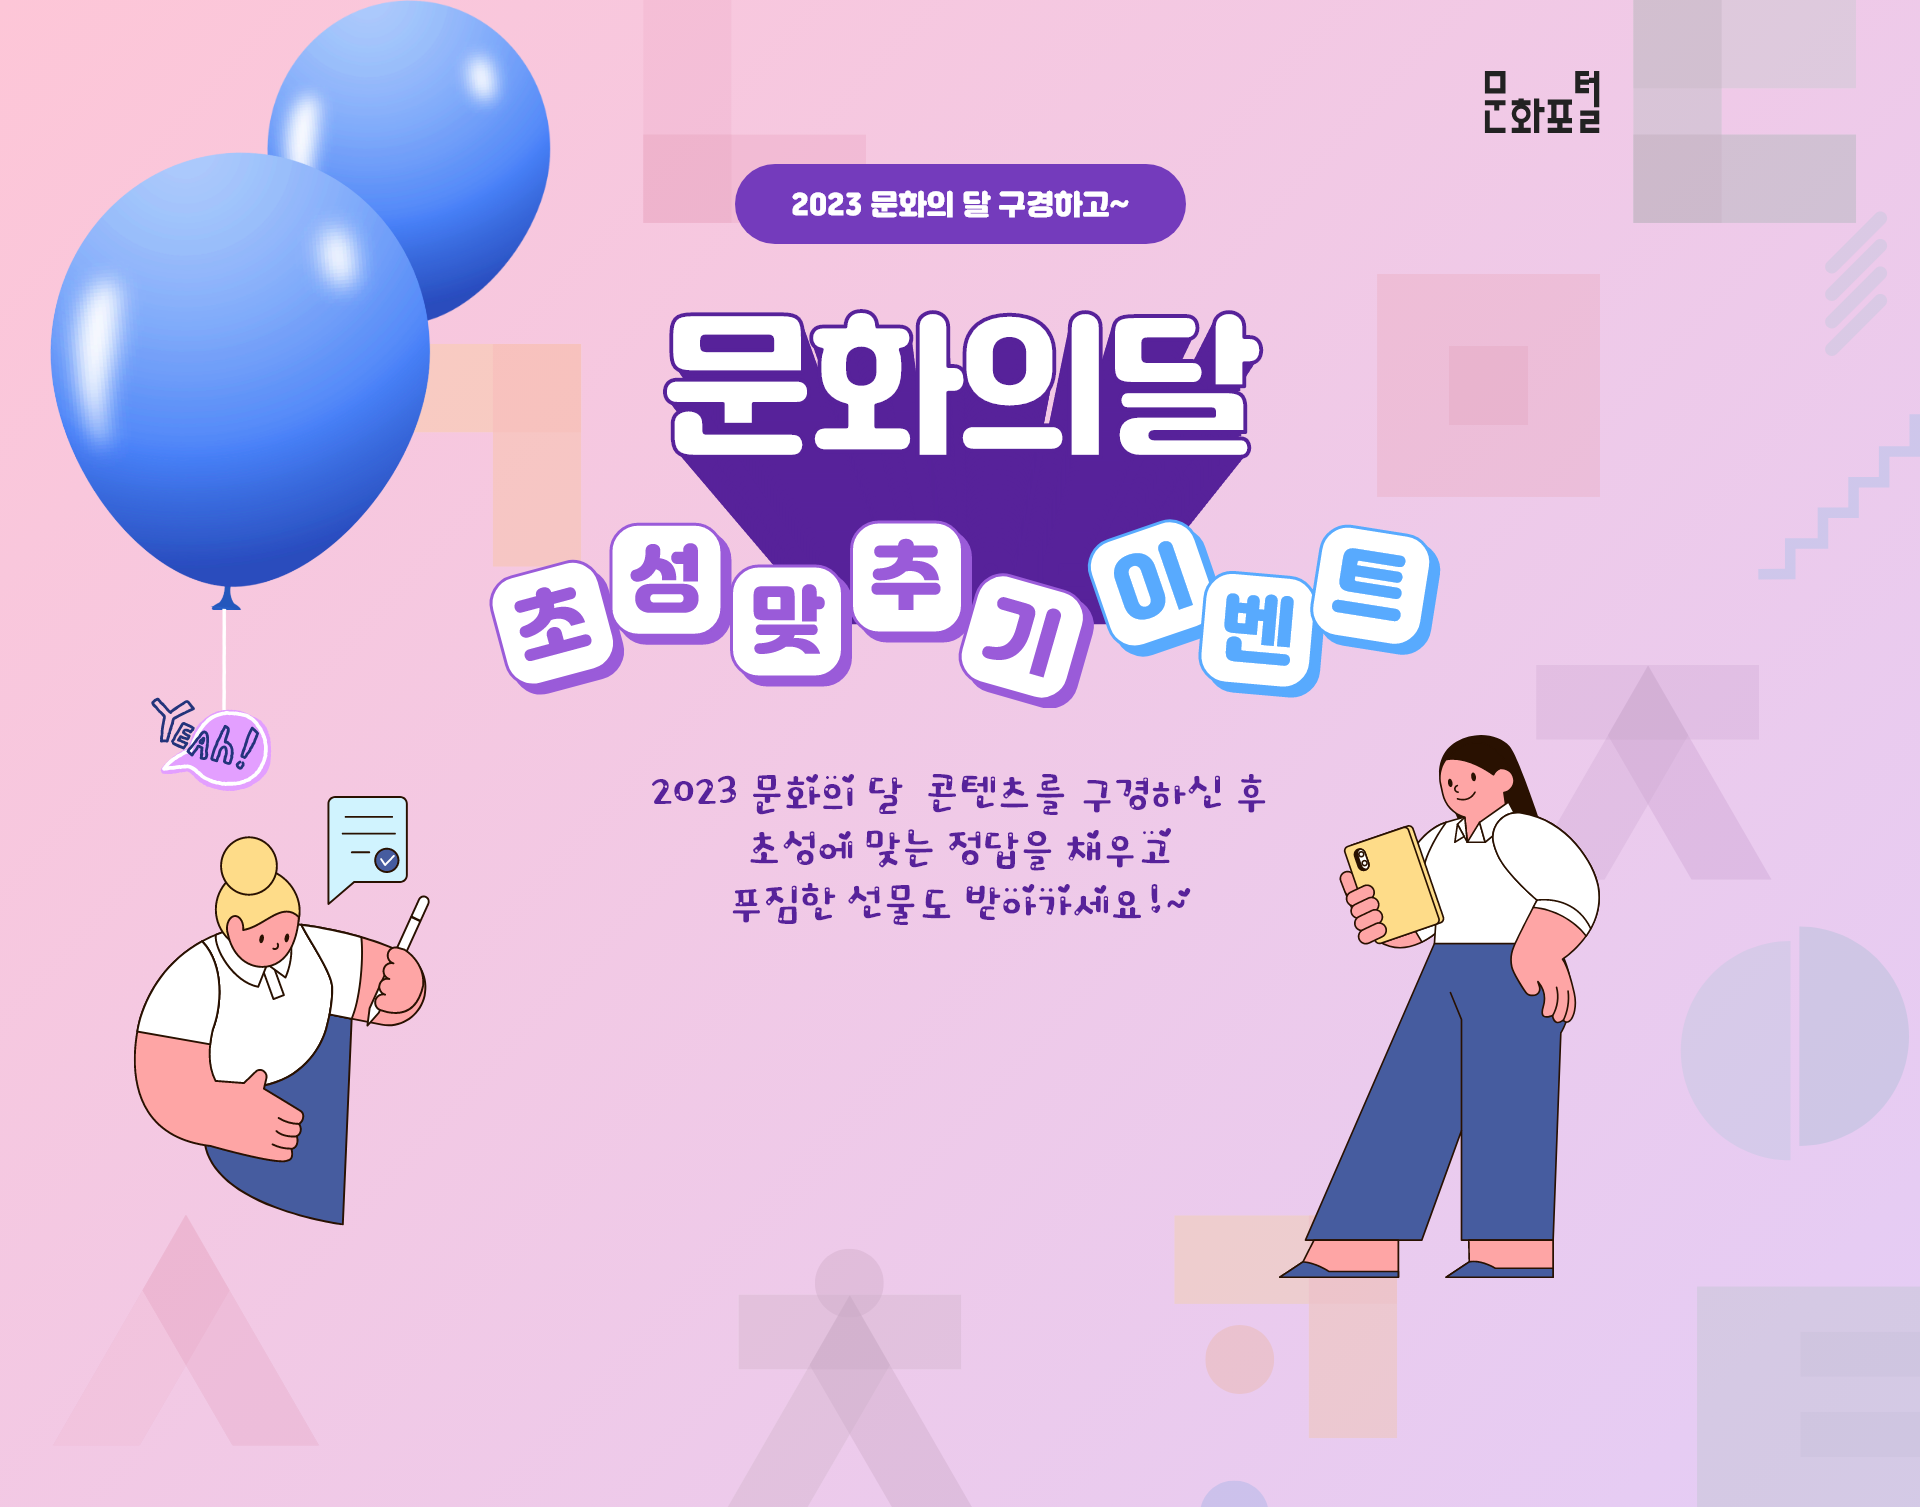 문화포털
2023 문화의 달 구경하고~
문화의달
초성맞추기이벤트
YEAh!
2023 문화의 달 콘텐츠를 구경하신 후
초성에 맞는 정답을 채우고
푸짐한 선물도 받아가세요!~